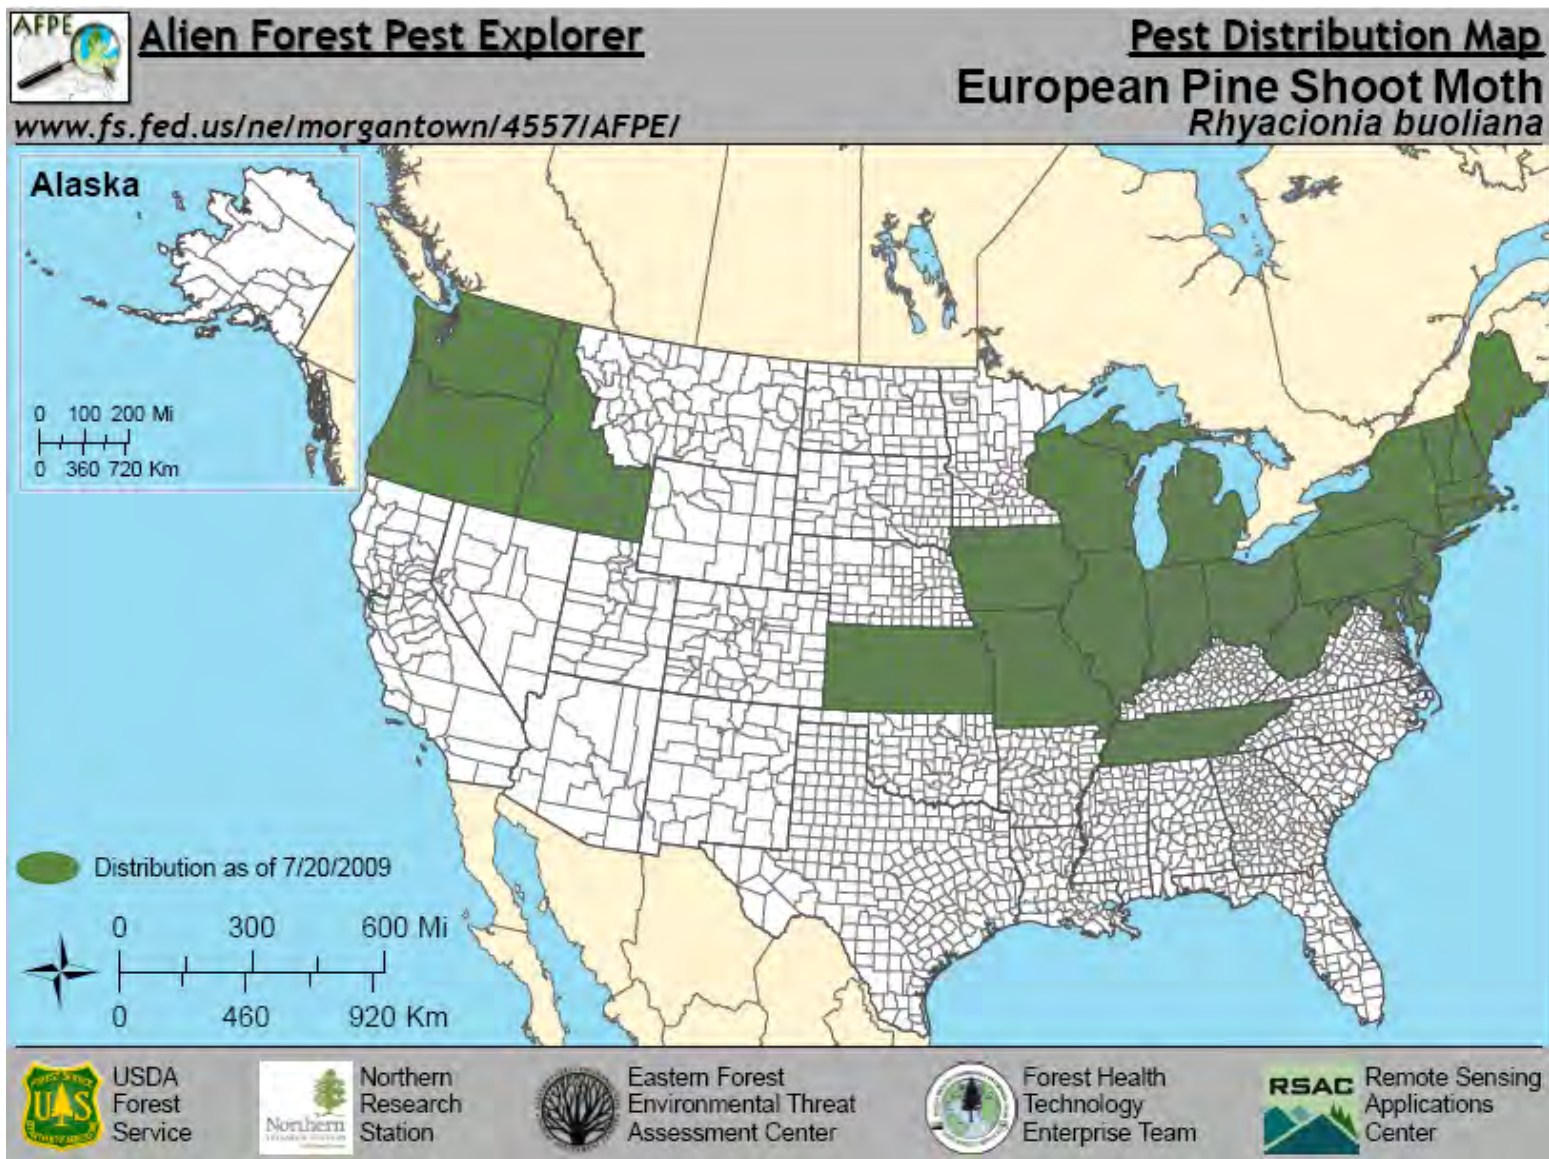 AFPE
Alien Forest Pest Explorer
Pest Distribution Map
European Pine Shoot Moth
Rhyacionia buoliana
www.fs.fed.us/ne/morgantown/4557/AFPE/
Alaska
0 100 200 Mi
0 360 720 Km
Distribution as of 7/20/2009
0 300 600 Mi
0 460 920 Km
FOREST SERVICE
U S
USDA
Forest
Service
Northern
Northern
Research
Station
Eastern Forest
Environmental Threat
Assessment Center
Forest Health
Technology
Enterprise Team
RSAC
Remote Sensing
Applications
Center